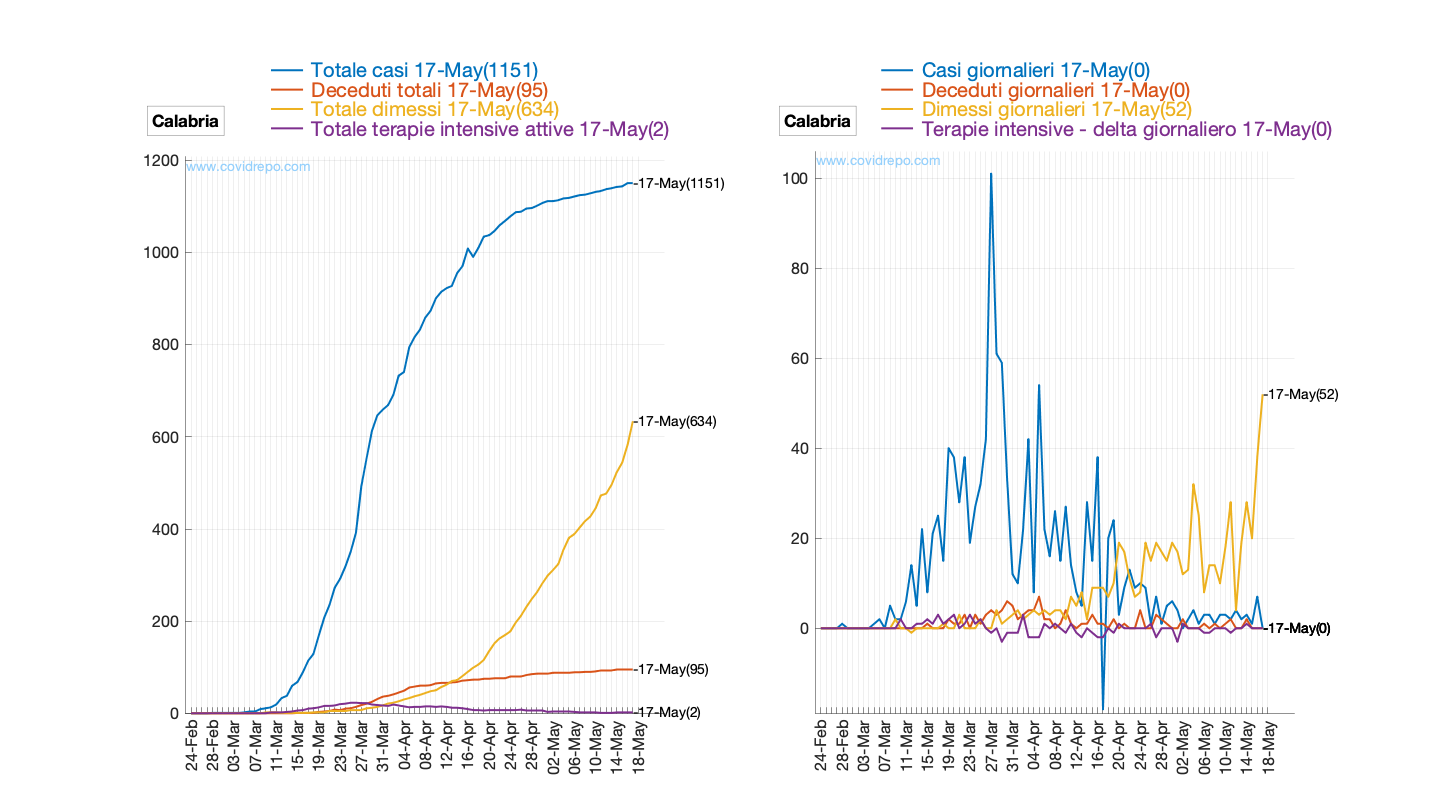 Totale casi 17-May(1151)
Deceduti totali 17-May(95)
Totale dimessi 17-May(634)
Totale terapie intensive attive 17-May(2)
Calabria
www.covidrepo.com
1200
1000
800
600
400
200
0
-17-May(1151)
-17-May(634)
-17-May(95)
-17-May(2)
24-Feb
28-Feb
03-Mar
07-Mar
11-Mar
15-Mar
19-Mar
23-Mar
27-Mar
31-Mar
04-Apr
08-Apr
12-Apr
16-Apr
20-Apr
24-Apr
28-Apr
02-May
06-May
10-May
14-May
18-May
Casi giornalieri 17-May(0)
Deceduti giornalieri 17-May(0)
Dimessi giornalieri 17-May(52)
Terapie intensive - delta giornaliero 17-May(0)
Calabria
www.covidrepo.com
100
80
60
40
20
0
-17-May(52)
-17-May(0)
24-Feb
28-Feb
03-Mar
07-Mar
11-Mar
15-Mar
19-Mar
23-Mar
27-Mar
31-Mar
04-Apr
08-Apr
12-Apr
16-Apr
20-Apr
24-Apr
28-Apr
02-May
06-May
10-May
14-May
18-May